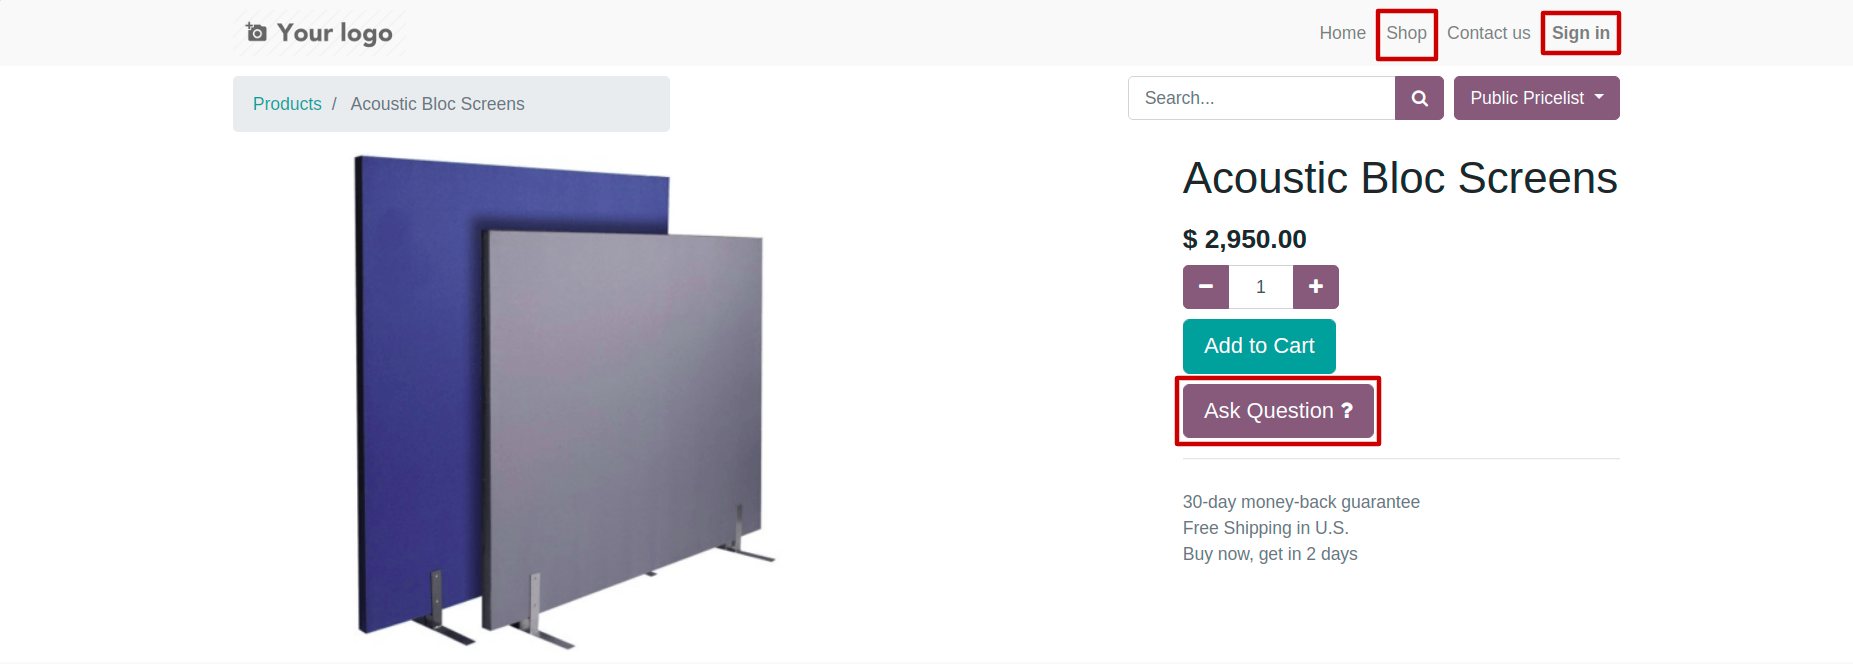 Your logo
Home Shop Contact us Sign in
Products / Acoustic Bloc Screens
Search...
Public Pricelist
Acoustic Bloc Screens
$ 2,950.00
1
Add to Cart
Ask Question ?
30-day money-back guarantee
Free Shipping in U.S.
Buy now, get in 2 days